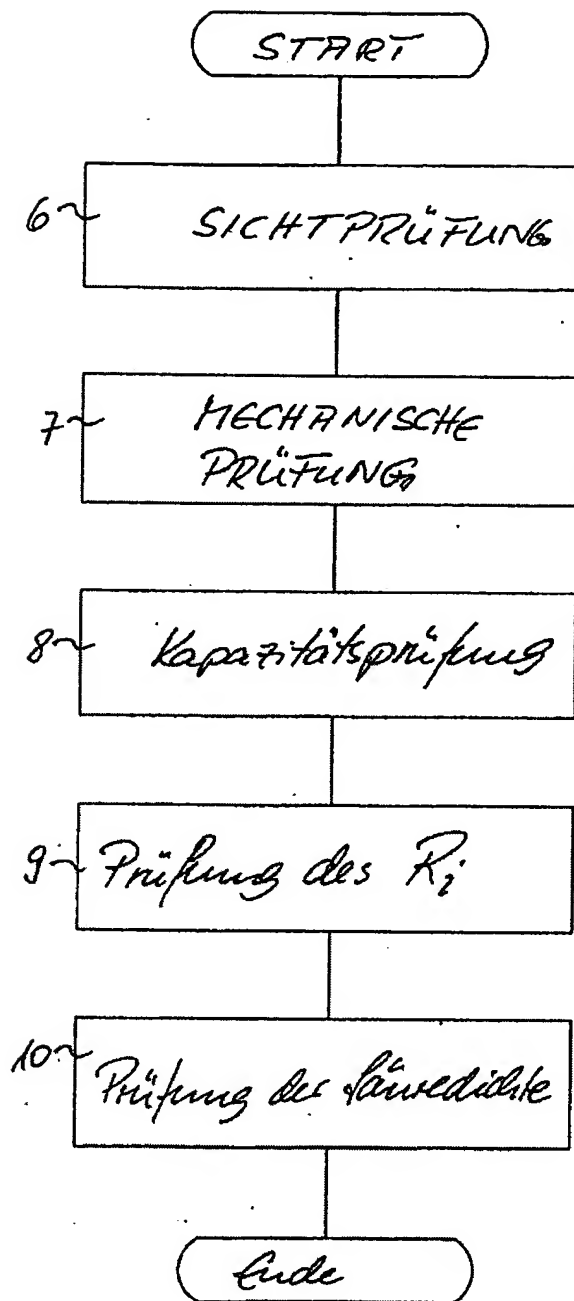 START
6 SICHTPRÜFUNG
7 MECHANISCHE
PRÜFUNG
8 Kapazitätsprüfung
9 Prüfung des Ri
10 Prüfung der Säuredichte
Ende